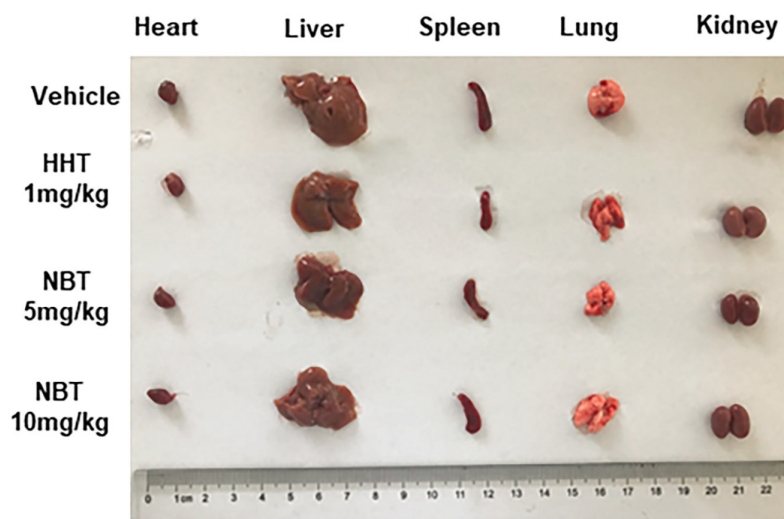 Heart Liver Spleen Lung Kidney
Vehicle
HHT
1mg/kg
NBT
5mg/kg
NBT
10mg/kg
0 1cm 2 3 4 5 6 7 8 9 10 11 12 13 14 15 16 17 18 19 20 21 22